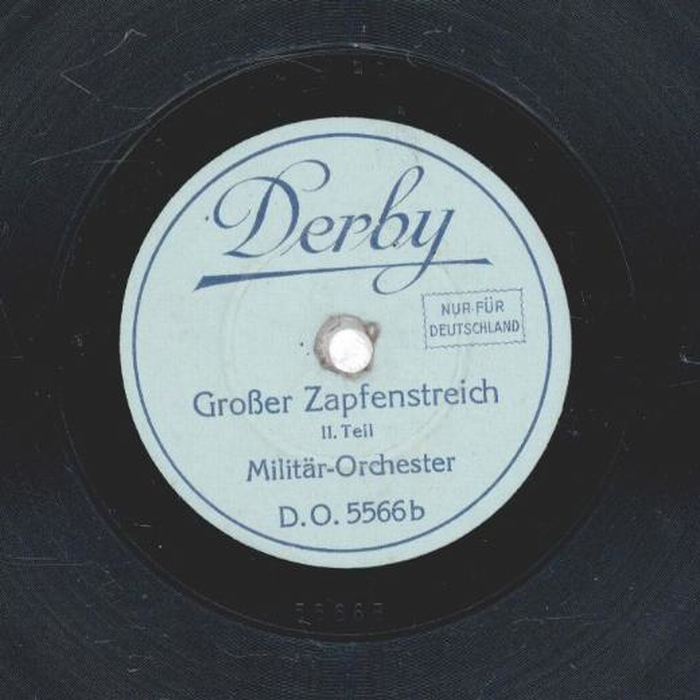 Derby
NUR FÜR
DEUTSCHLAND
Großer Zapfenstreich
II. Teil
Militär-Orchester
D.O. 5566b